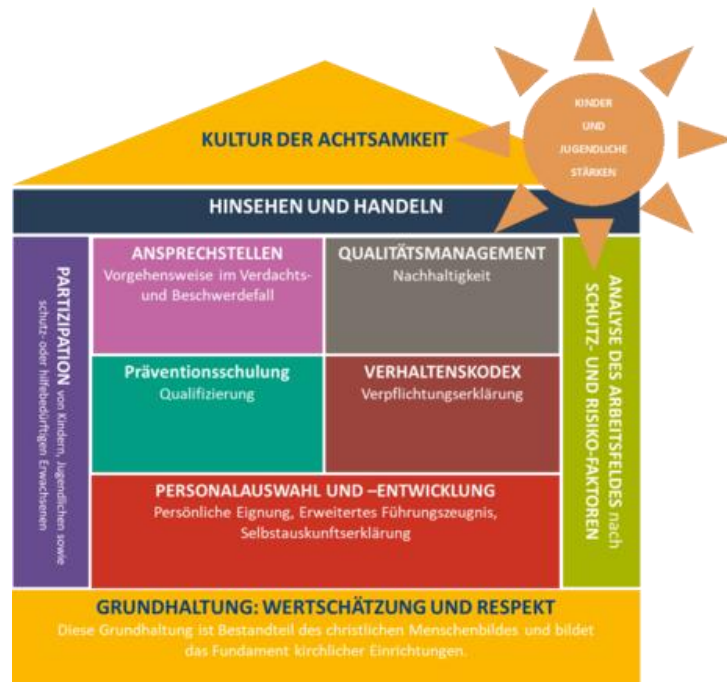 KINDER
UND
JUGENDLICHE
STÄRKEN
KULTUR DER ACHTSAMKEIT
HINSEHEN UND HANDELN
PARTIZIPATION von Kindern, Jugendlichen sowie
schutz- oder hilfebedürftigen Erwachsenen
ANSPRECHSTELLEN
Vorgehensweise im Verdachts-
und Beschwerdefall
QUALITÄTSMANAGEMENT
Nachhaltigkeit
Präventionsschulung
Qualifizierung
VERHALTENSKODEX
Verpflichtungserklärung
PERSONALAUSWAHL UND –ENTWICKLUNG
Persönliche Eignung, Erweitertes Führungszeugnis,
Selbstauskunftserklärung
ANALYSE DES ARBEITSFELDES nach
SCHUTZ- UND RISIKO-FAKTOREN
GRUNDHALTUNG: WERTSCHÄTZUNG UND RESPEKT
Diese Grundhaltung ist Bestandteil des christlichen Menschenbildes und bildet
das Fundament kirchlicher Einrichtungen.